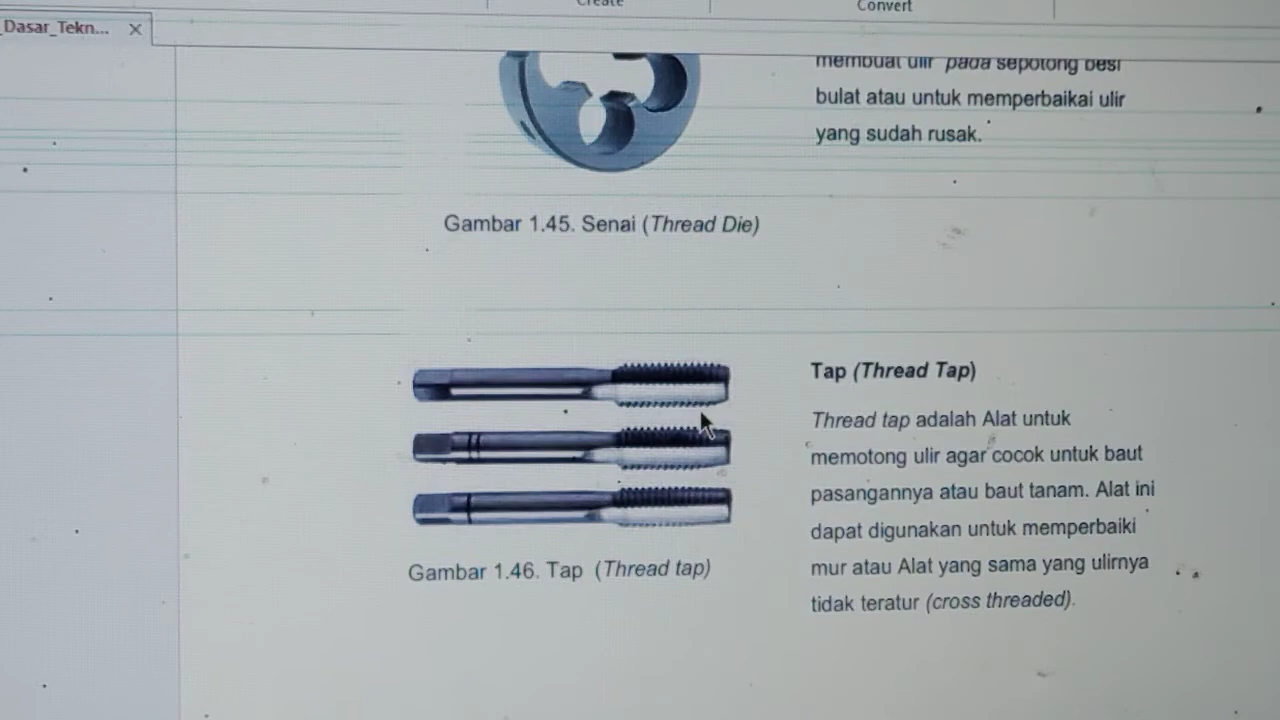 Create
Convert
_Dasar_Tekn...
membuat ulir pada sepotong besi
bulat atau untuk memperbaikai ulir
yang sudah rusak.
Gambar 1.45. Senai (Thread Die)
Tap (Thread Tap)
Thread tap adalah Alat untuk
memotong ulir agar cocok untuk baut
pasangannya atau baut tanam. Alat ini
dapat digunakan untuk memperbaiki
mur atau Alat yang sama yang ulirnya
tidak teratur (cross threaded).
Gambar 1.46. Tap (Thread tap)